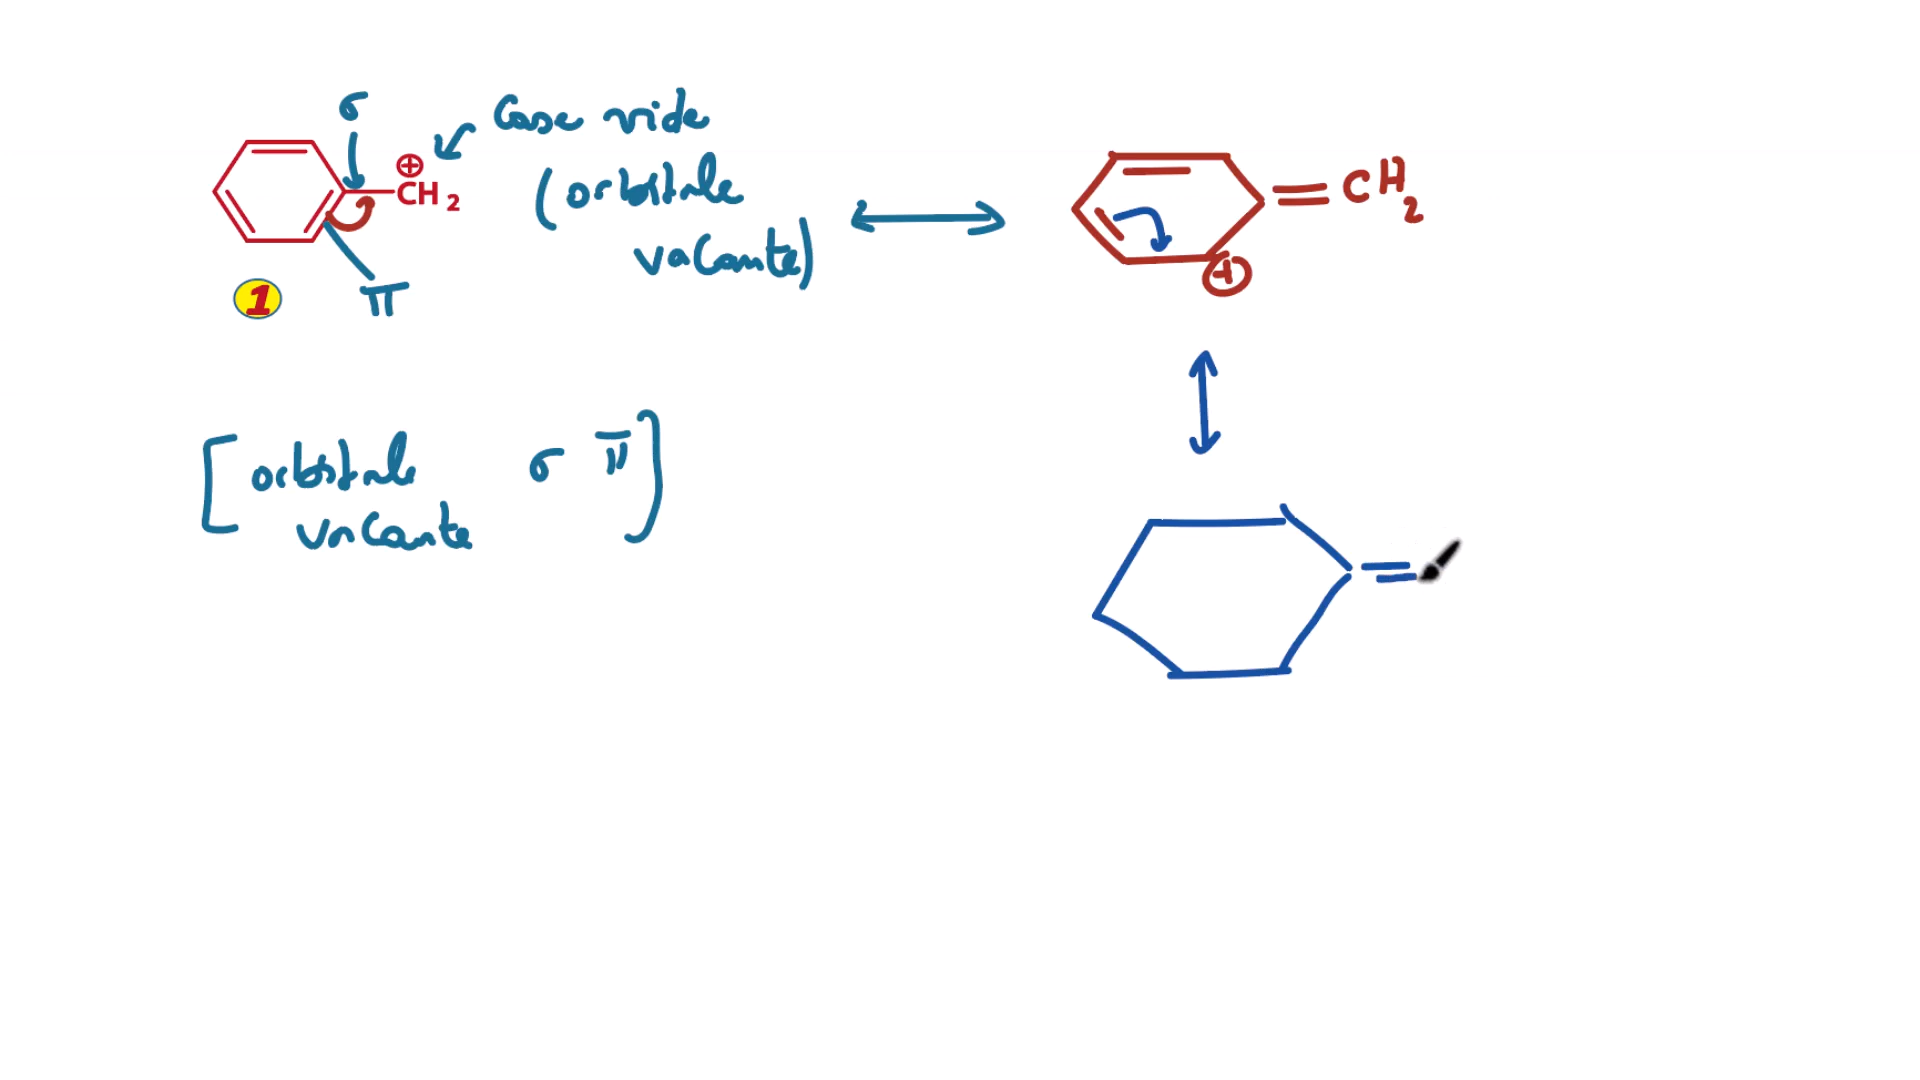 σ
Case vide
(orbitale
vacante)
⊕
CH2
π
1
=CH2
⊕
[orbitale σ π]
vacante